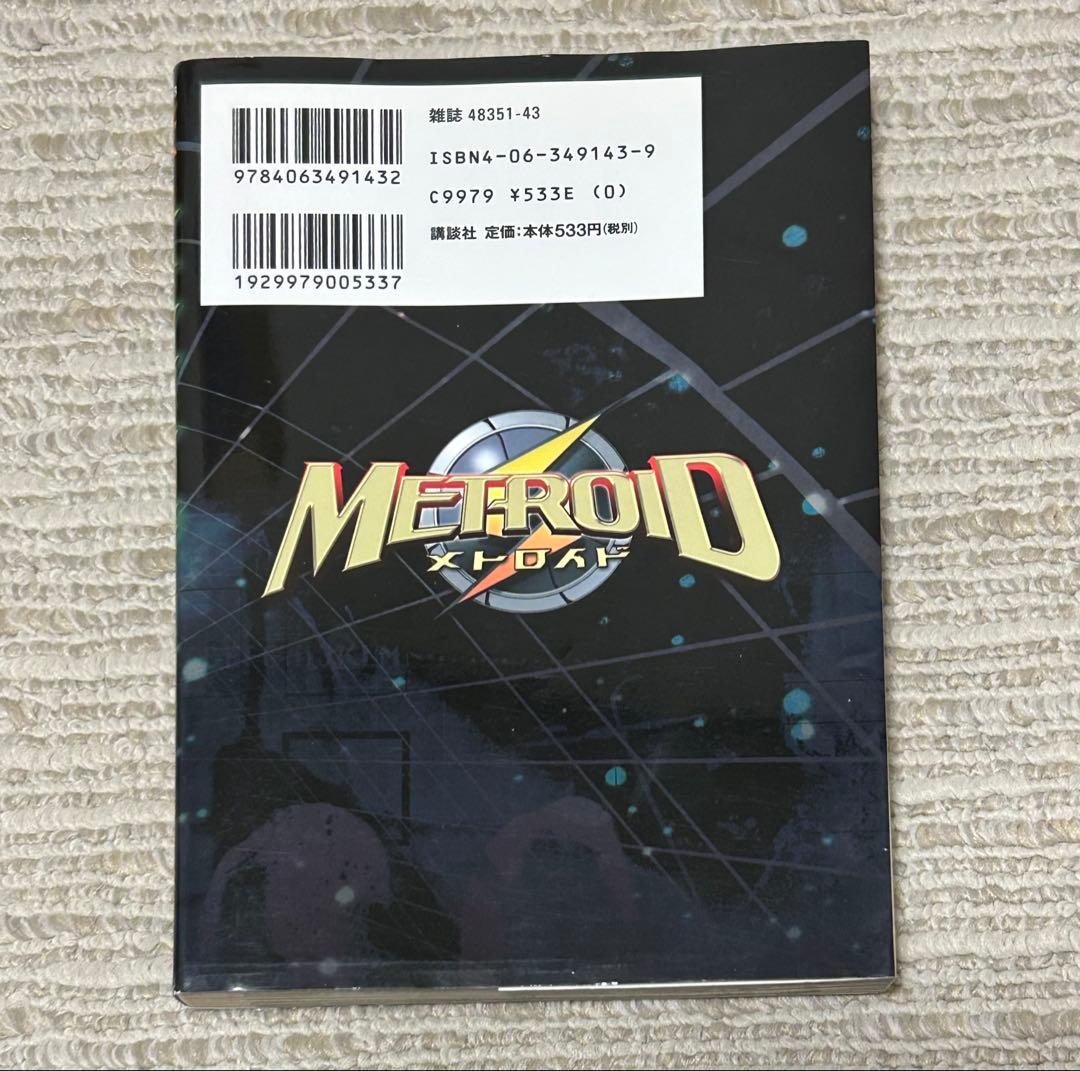 雑誌 48351-43
9784063491432
ISBN4-06-349143-9
C9979 ¥533E (0)
1929979005337
講談社 定価:本体533円(税別)
METROID
メトロイド